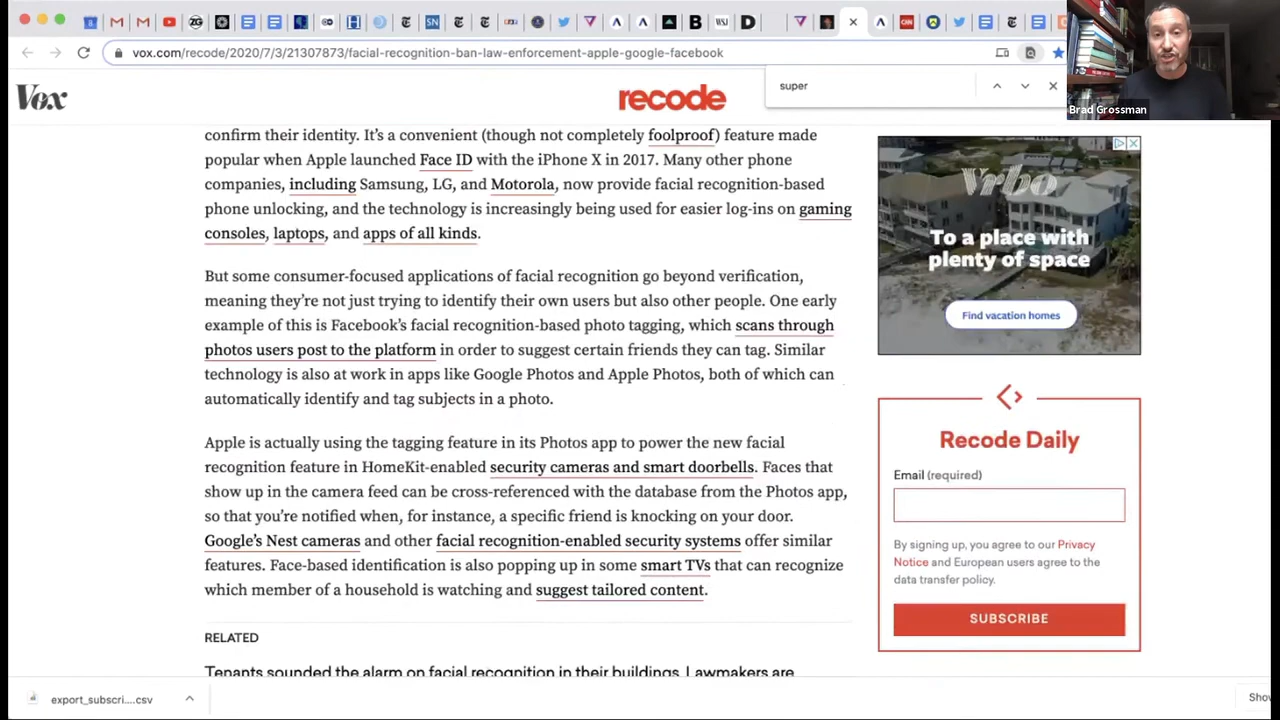 vox.com/recode/2020/7/3/21307873/facial-recognition-ban-law-enforcement-apple-google-facebook
super
Brad Grossman
Vox
recode
confirm their identity. It’s a convenient (though not completely foolproof) feature made
popular when Apple launched Face ID with the iPhone X in 2017. Many other phone
companies, including Samsung, LG, and Motorola, now provide facial recognition-based
phone unlocking, and the technology is increasingly being used for easier log-ins on gaming
consoles, laptops, and apps of all kinds.
But some consumer-focused applications of facial recognition go beyond verification,
meaning they’re not just trying to identify their own users but also other people. One early
example of this is Facebook’s facial recognition-based photo tagging, which scans through
photos users post to the platform in order to suggest certain friends they can tag. Similar
technology is also at work in apps like Google Photos and Apple Photos, both of which can
automatically identify and tag subjects in a photo.
Apple is actually using the tagging feature in its Photos app to power the new facial
recognition feature in HomeKit-enabled security cameras and smart doorbells. Faces that
show up in the camera feed can be cross-referenced with the database from the Photos app,
so that you’re notified when, for instance, a specific friend is knocking on your door.
Google’s Nest cameras and other facial recognition-enabled security systems offer similar
features. Face-based identification is also popping up in some smart TVs that can recognize
which member of a household is watching and suggest tailored content.
RELATED
Tenants sounded the alarm on facial recognition in their buildings. Lawmakers are
Vrbo
To a place with
plenty of space
Find vacation homes
Recode Daily
Email (required)
By signing up, you agree to our Privacy
Notice and European users agree to the
data transfer policy.
SUBSCRIBE
export_subscri....csv
Show